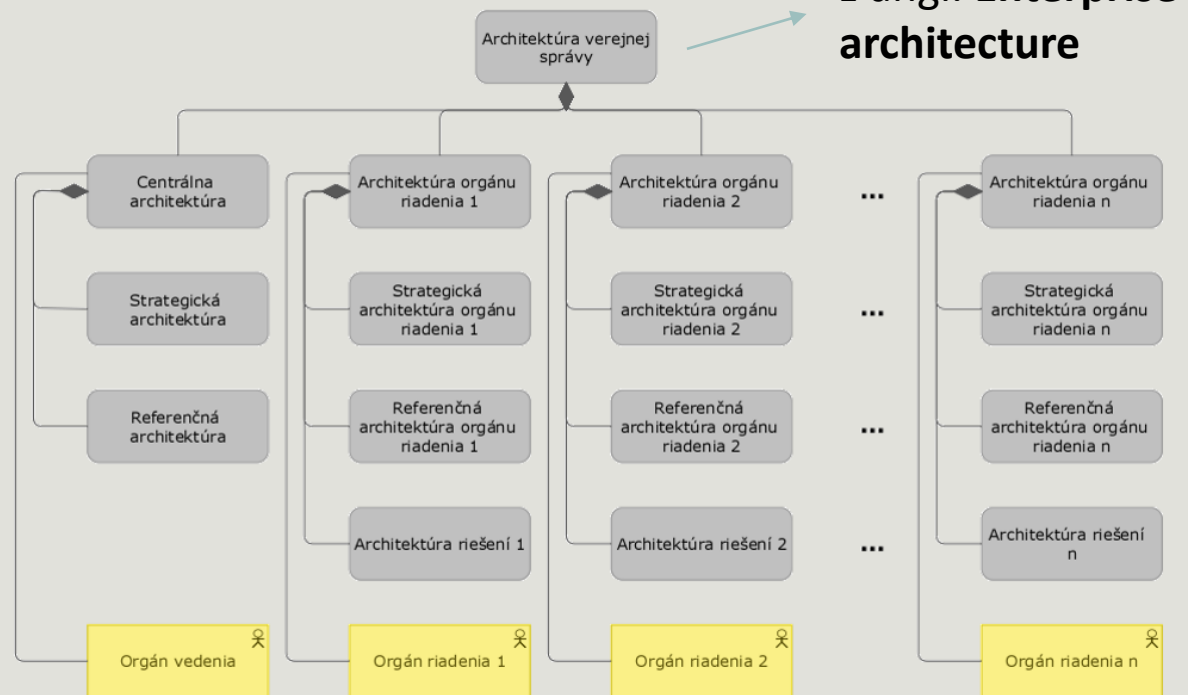 Enterprise
architecture
Architektúra verejnej
správy
Centrálna
architektúra
Architektúra orgánu
riadenia 1
Architektúra orgánu
riadenia 2
...
Architektúra orgánu
riadenia n
Strategická
architektúra
Strategická
architektúra orgánu
riadenia 1
Strategická
architektúra orgánu
riadenia 2
...
Strategická
architektúra orgánu
riadenia n
Referenčná
architektúra
Referenčná
architektúra orgánu
riadenia 1
Referenčná
architektúra orgánu
riadenia 2
...
Referenčná
architektúra orgánu
riadenia n
Architektúra riešení 1
Architektúra riešení 2
...
Architektúra riešení
n
Orgán vedenia
Orgán riadenia 1
Orgán riadenia 2
Orgán riadenia n